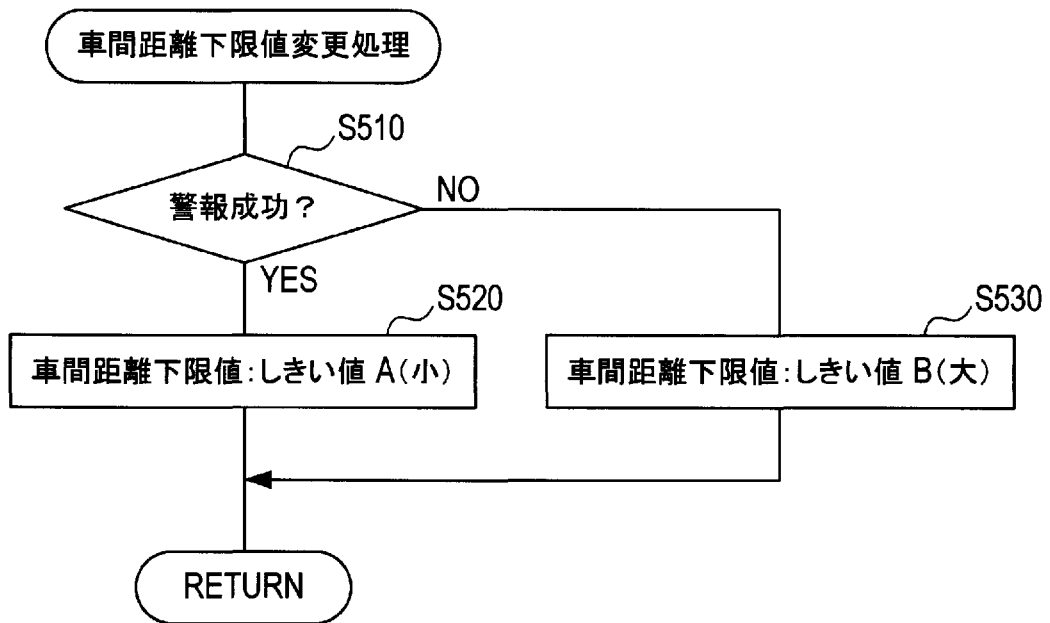 車間距離下限値変更処理
S510
警報成功？
NO
YES
S520
S530
車間距離下限値：しきい値 A（小）
車間距離下限値：しきい値 B（大）
RETURN